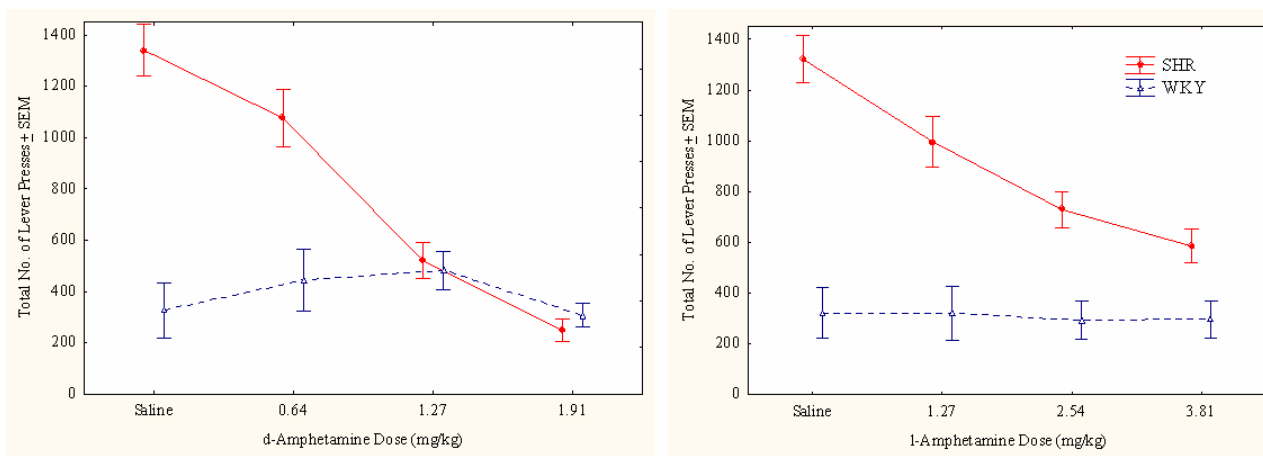 Total No. of Lever Presses ± SEM
1400
1200
1000
800
600
400
200
0
Saline 0.64 1.27 1.91
d-Amphetamine Dose (mg/kg)
Total No. of Lever Presses ± SEM
1400
1200
1000
800
600
400
200
0
SHR
WKY
Saline 1.27 2.54 3.81
l-Amphetamine Dose (mg/kg)